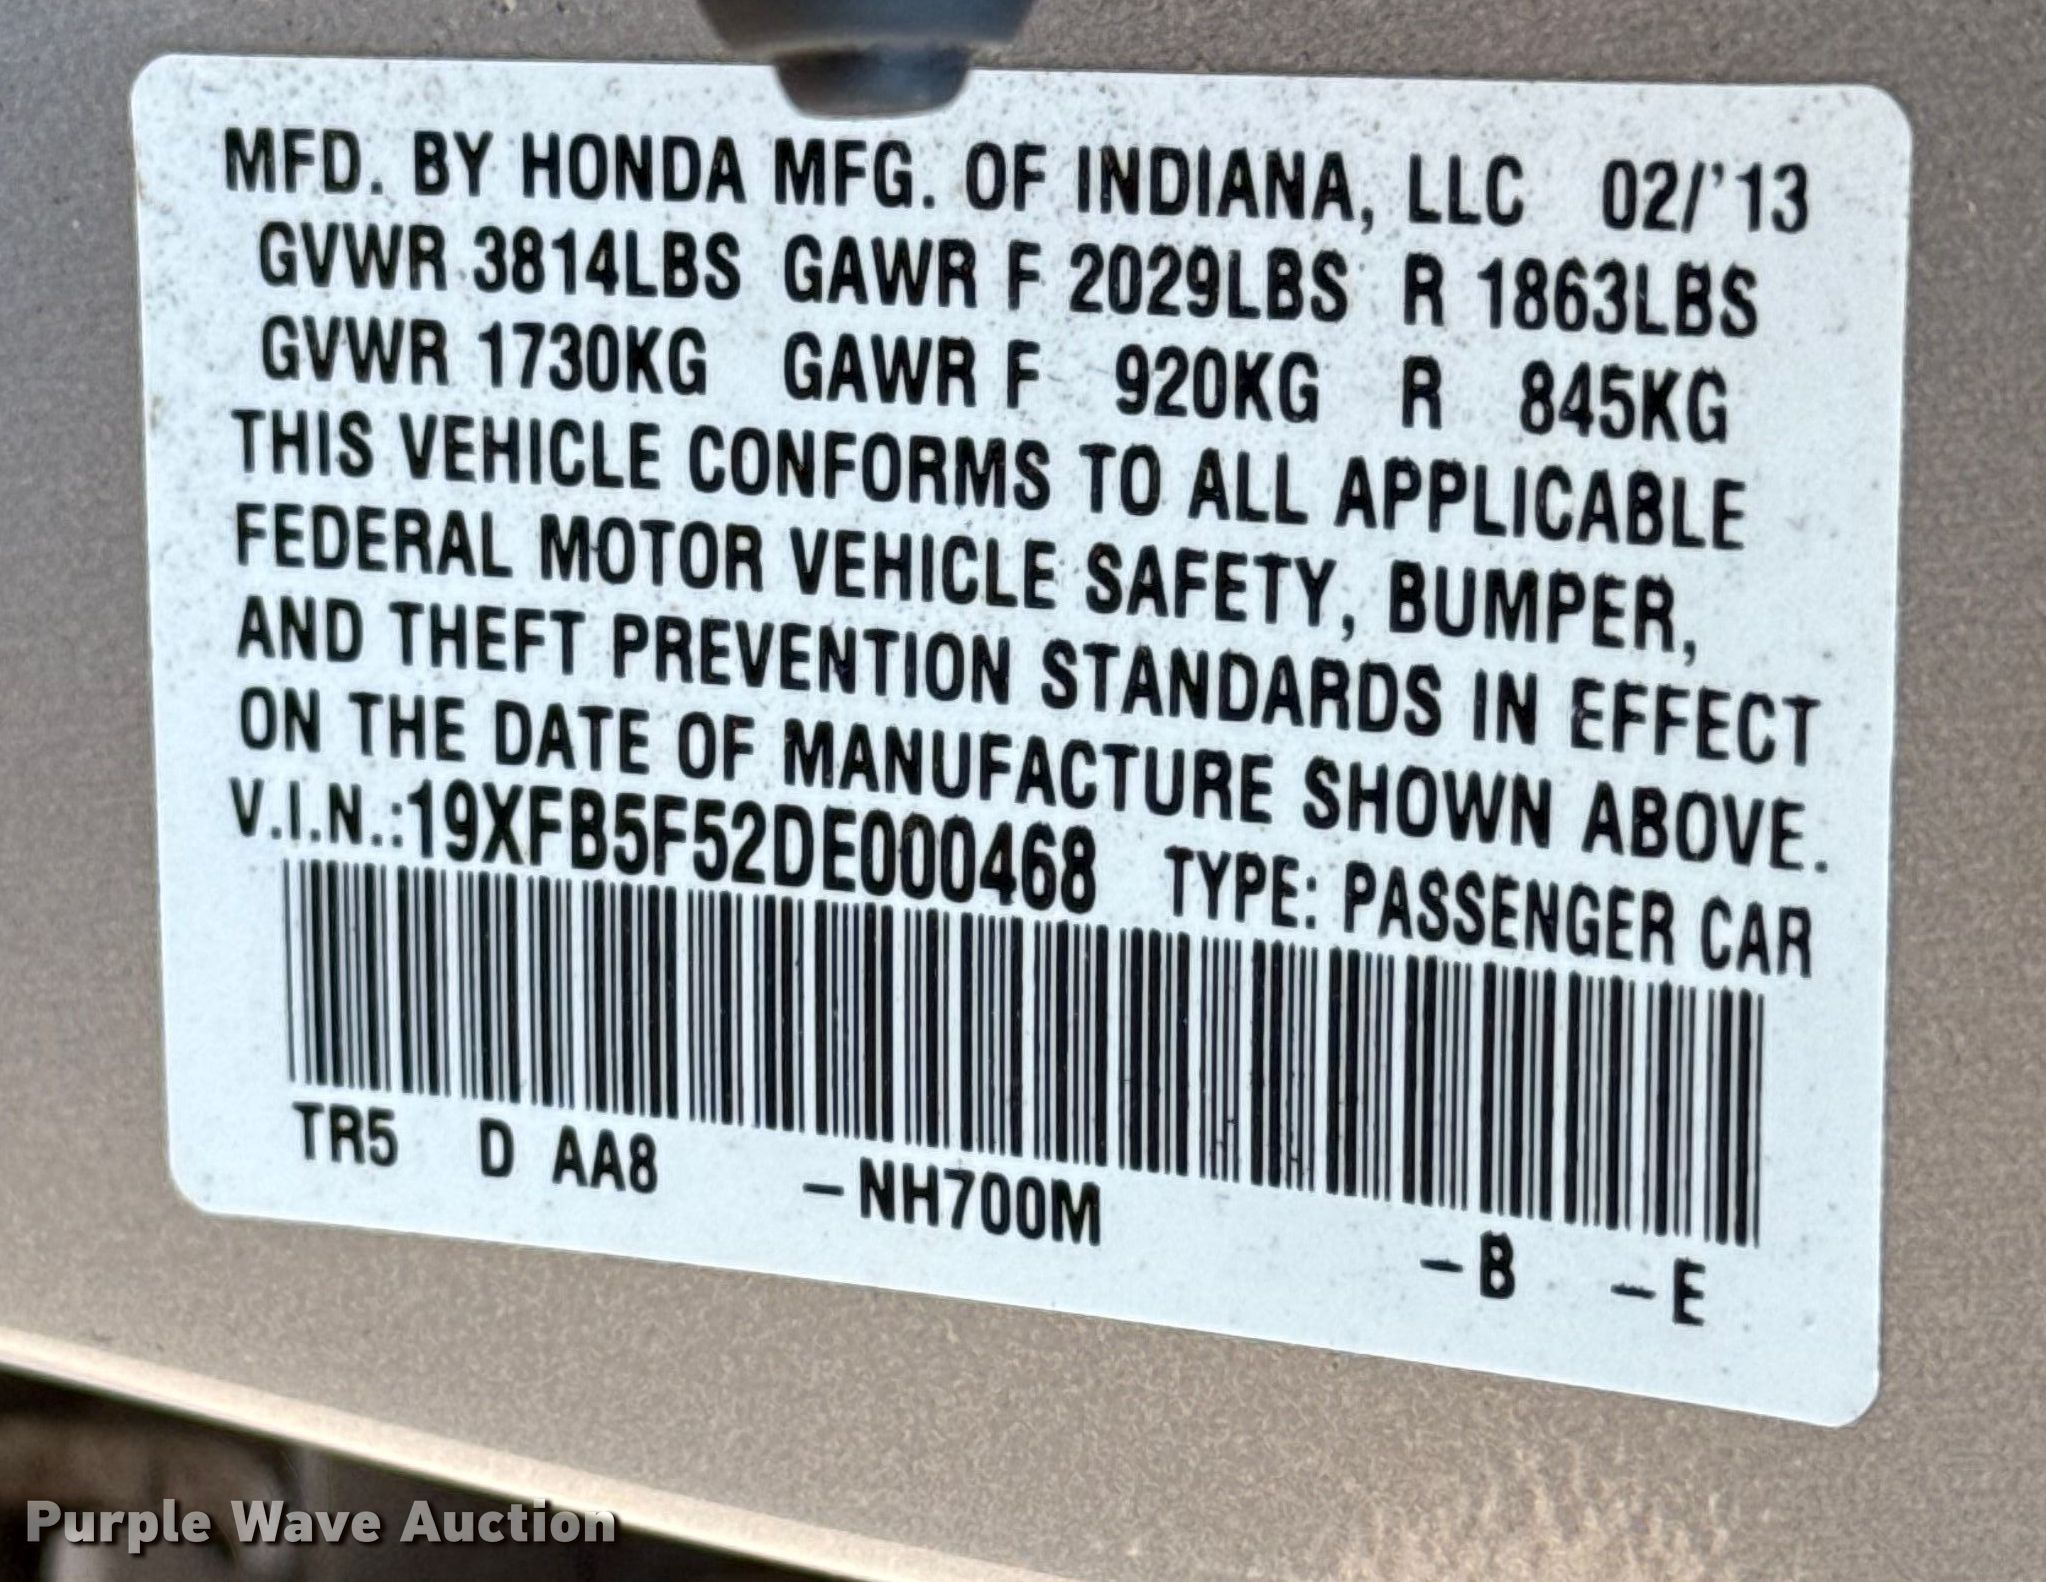 MFD. BY HONDA MFG. OF INDIANA, LLC 02/'13
GVWR 3814LBS GAWR F 2029LBS R 1863LBS
GVWR 1730KG GAWR F 920KG R 845KG
THIS VEHICLE CONFORMS TO ALL APPLICABLE
FEDERAL MOTOR VEHICLE SAFETY, BUMPER,
AND THEFT PREVENTION STANDARDS IN EFFECT
ON THE DATE OF MANUFACTURE SHOWN ABOVE.
V.I.N.:19XFB5F52DE000468 TYPE: PASSENGER CAR
TR5 D AA8 -NH700M -B -E
Purple Wave Auction